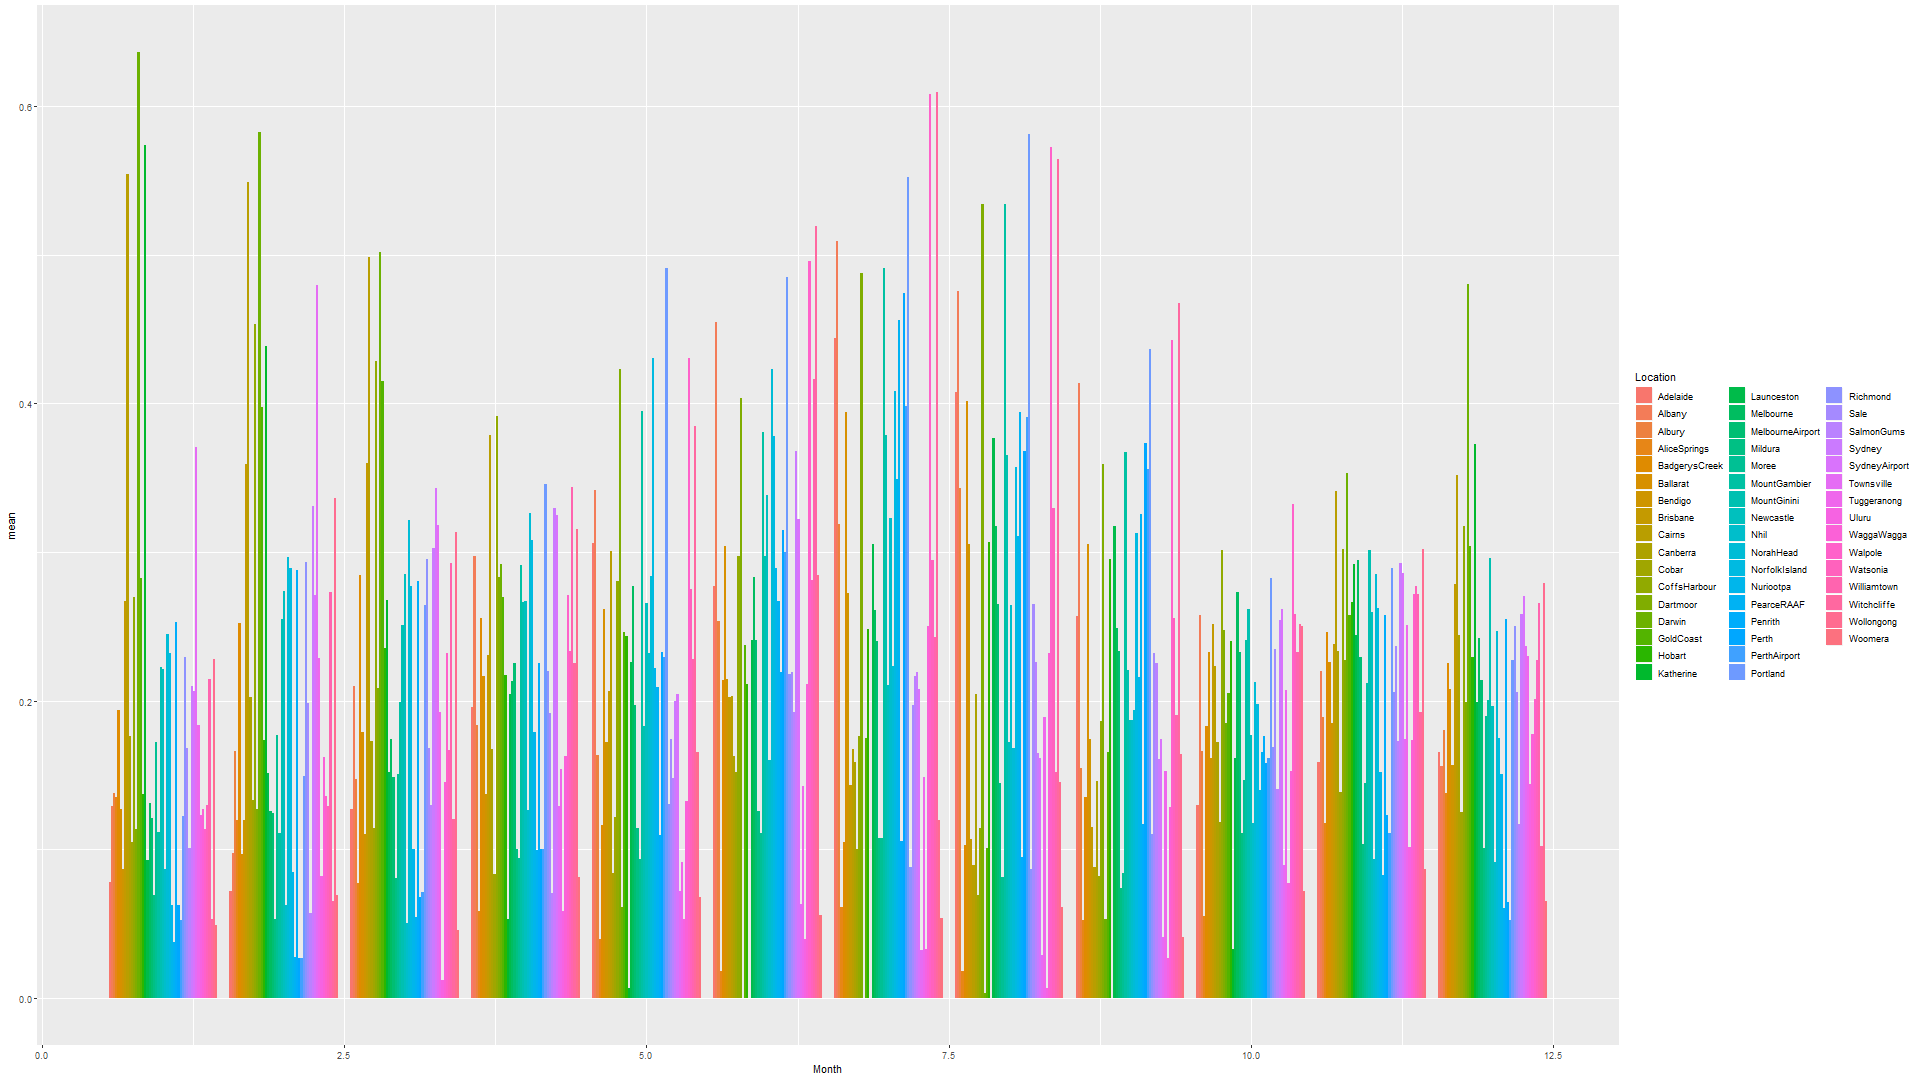 0.6
0.4
0.2
0.0
mean
0.0
2.5
5.0
7.5
10.0
12.5
Month
Location
Adelaide
Albany
Albury
AliceSprings
BadgerysCreek
Ballarat
Bendigo
Brisbane
Cairns
Canberra
Cobar
CoffsHarbour
Dartmoor
Darwin
GoldCoast
Hobart
Katherine
Launceston
Melbourne
MelbourneAirport
Mildura
Moree
MountGambier
MountGinini
Newcastle
Nhil
NorahHead
NorfolkIsland
Nuriootpa
PearceRAAF
Penrith
Perth
PerthAirport
Portland
Richmond
Sale
SalmonGums
Sydney
SydneyAirport
Townsville
Tuggeranong
Uluru
WaggaWagga
Walpole
Watsonia
Williamtown
Witchcliffe
Wollongong
Woomera